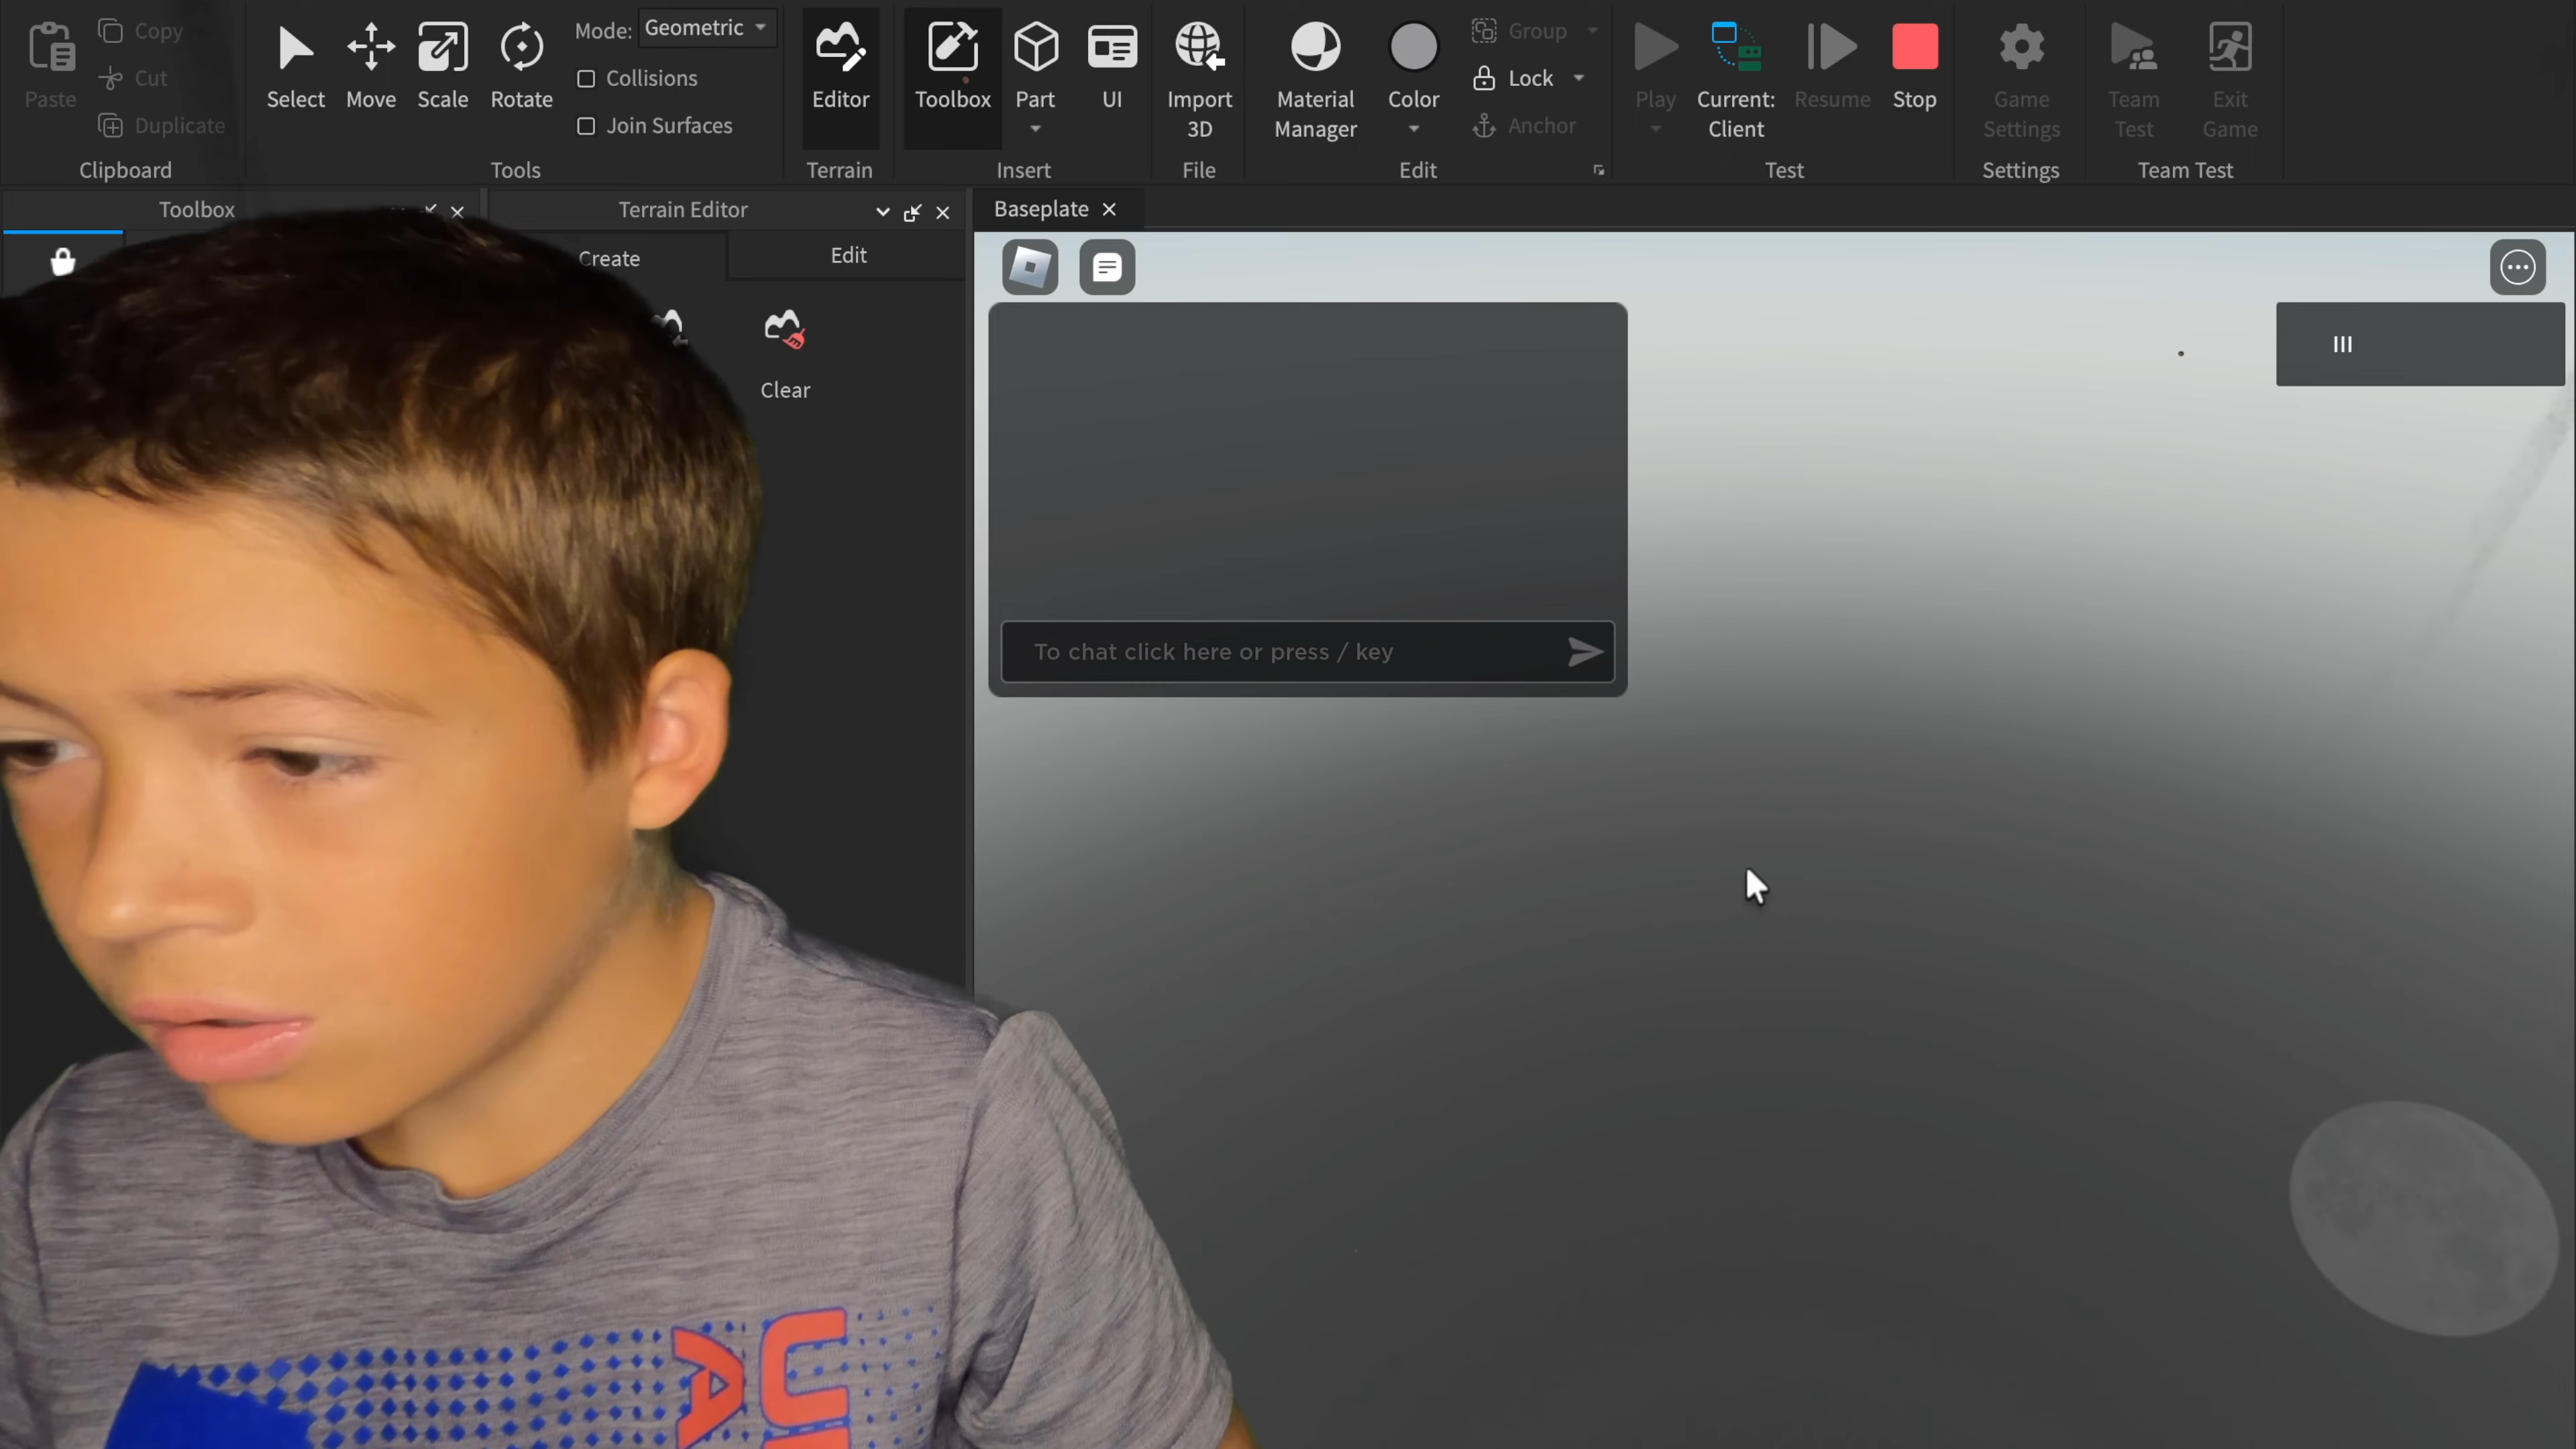 Paste
Copy
Cut
Duplicate
Clipboard
Select
Move
Scale
Rotate
Mode: Geometric
Collisions
Join Surfaces
Tools
Editor
Terrain
Toolbox
Part
UI
Insert
Import
3D
File
Material
Manager
Color
Group
Lock
Anchor
Edit
Play
Current:
Client
Resume
Stop
Test
Game
Settings
Settings
Team
Test
Exit
Game
Team Test
Toolbox
Terrain Editor
Baseplate
Create
Edit
Clear
To chat click here or press / key